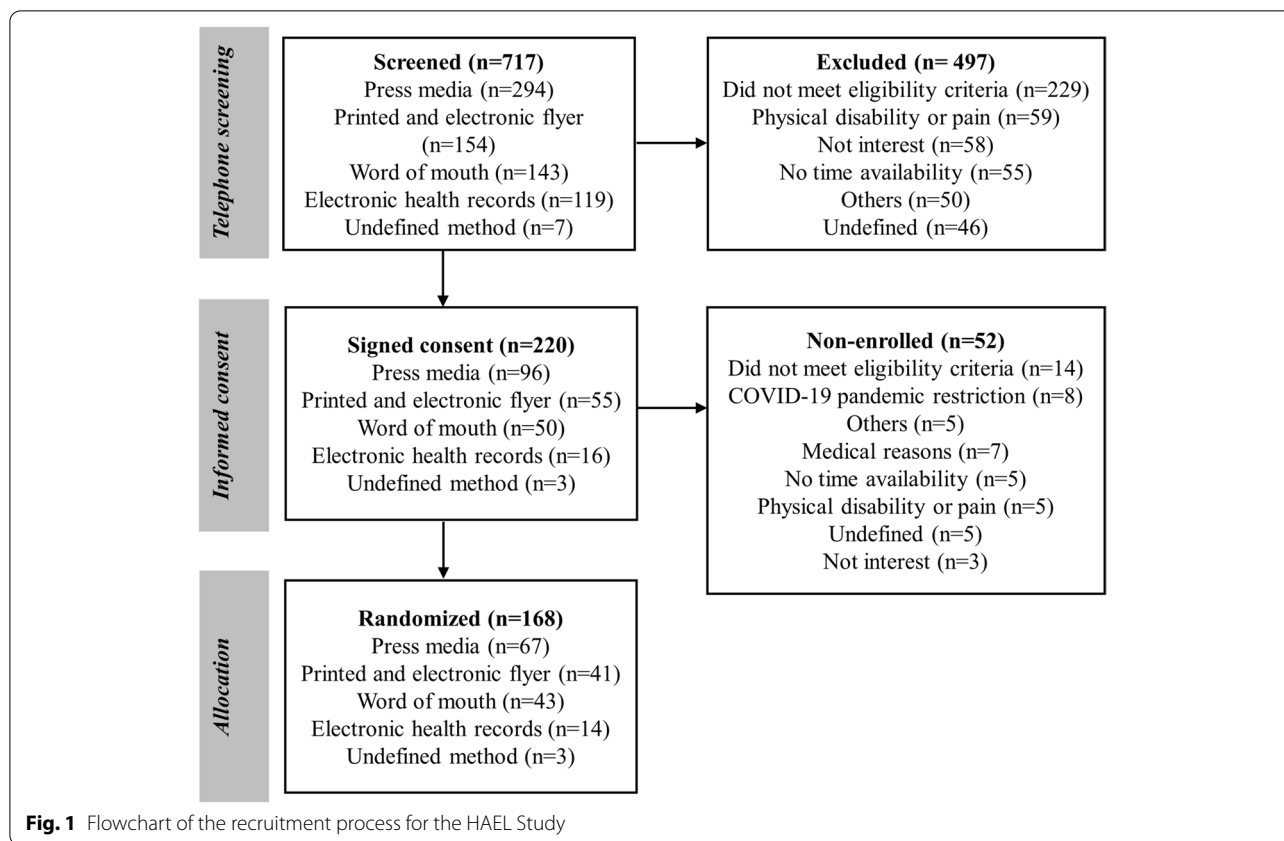 Telephone screening
Screened (n=717)
Press media (n=294)
Printed and electronic flyer
(n=154)
Word of mouth (n=143)
Electronic health records (n=119)
Undefined method (n=7)
Excluded (n= 497)
Did not meet eligibility criteria (n=229)
Physical disability or pain (n=59)
Not interest (n=58)
No time availability (n=55)
Others (n=50)
Undefined (n=46)
Informed consent
Signed consent (n=220)
Press media (n=96)
Printed and electronic flyer (n=55)
Word of mouth (n=50)
Electronic health records (n=16)
Undefined method (n=3)
Non-enrolled (n=52)
Did not meet eligibility criteria (n=14)
COVID-19 pandemic restriction (n=8)
Others (n=5)
Medical reasons (n=7)
No time availability (n=5)
Physical disability or pain (n=5)
Undefined (n=5)
Not interest (n=3)
Allocation
Randomized (n=168)
Press media (n=67)
Printed and electronic flyer (n=41)
Word of mouth (n=43)
Electronic health records (n=14)
Undefined method (n=3)
Fig. 1 Flowchart of the recruitment process for the HAEL Study